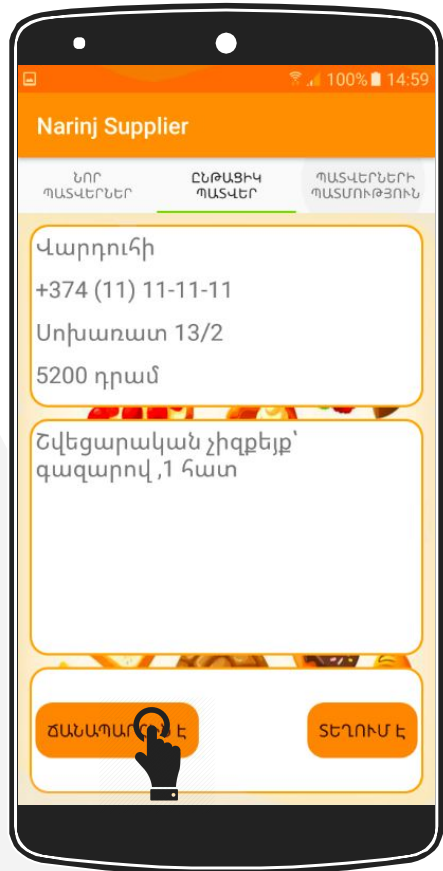 100% 14:59
Narinj Supplier
ՆՈՐ ՊԱՏՎԵՐՆԵՐ
ԸՆԹԱՑԻԿ ՊԱՏՎԵՐ
ՊԱՏՎԵՐՆԵՐԻ ՊԱՏՄՈՒԹՅՈՒՆ
Վարդուհի
+374 (11) 11-11-11
Սոխառատ 13/2
5200 դրամ
Շվեցարական չիզքեյք՝
գազարով ,1 հատ
Է
ՏԵՂՈՒՄ Է